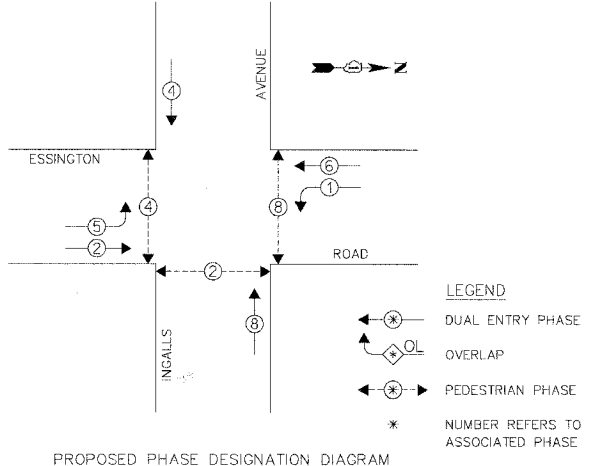 4
AVENUE
N
ESSINGTON
6
1
5
4
8
2
ROAD
2
8
INGALLS
LEGEND
* DUAL ENTRY PHASE
OL
* OVERLAP
* PEDESTRIAN PHASE
* NUMBER REFERS TO
ASSOCIATED PHASE
PROPOSED PHASE DESIGNATION DIAGRAM